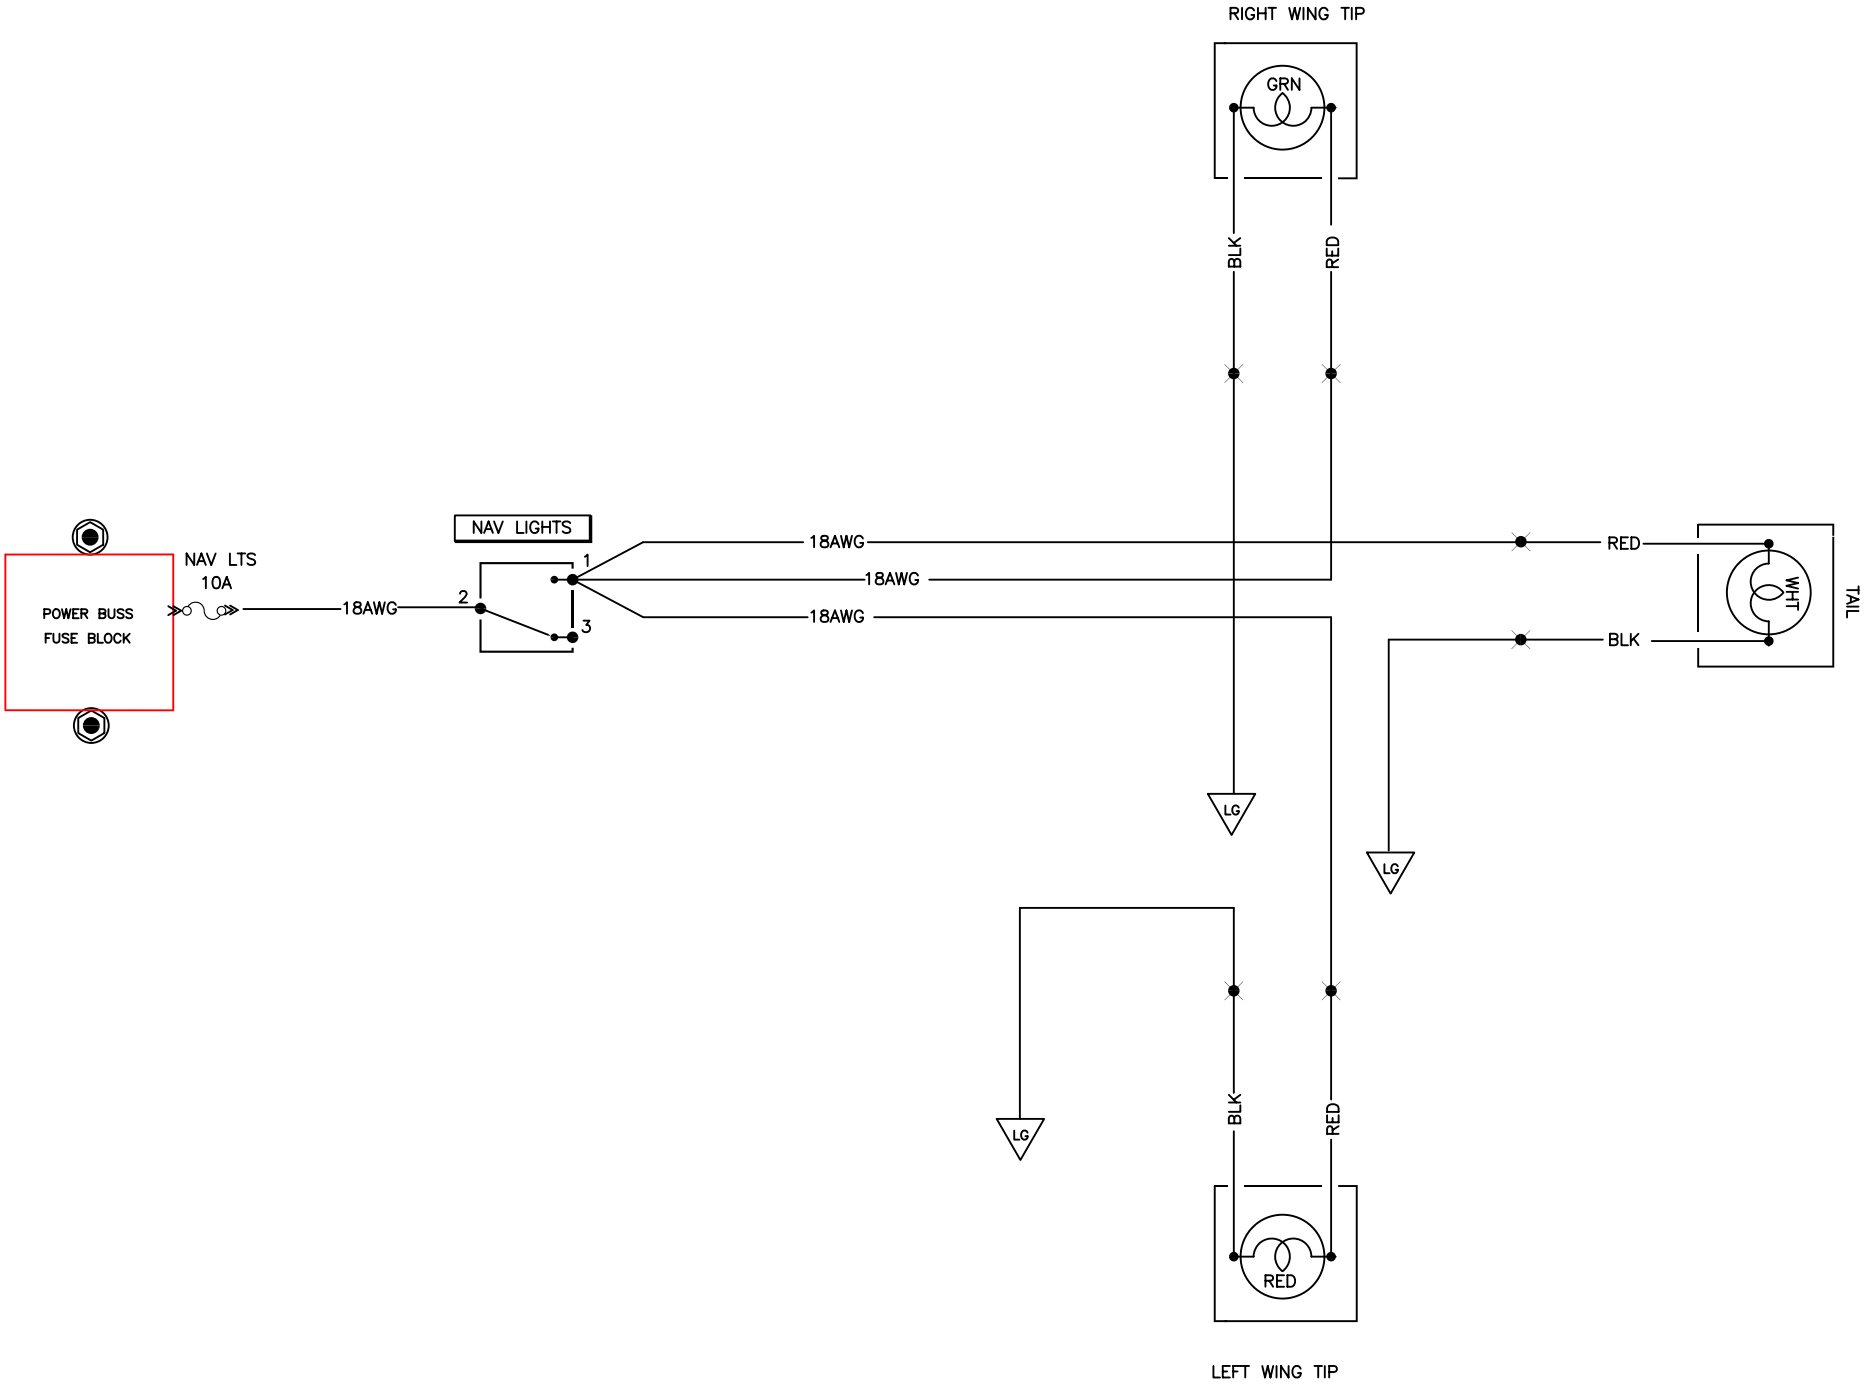 RIGHT WING TIP
GRN
BLK
RED
NAV LIGHTS
18AWG
RED
NAV LTS
10A
1
18AWG
WHT
TAIL
2
POWER BUSS
FUSE BLOCK
18AWG
18AWG
3
BLK
LG
LG
LG
BLK
RED
RED
LEFT WING TIP